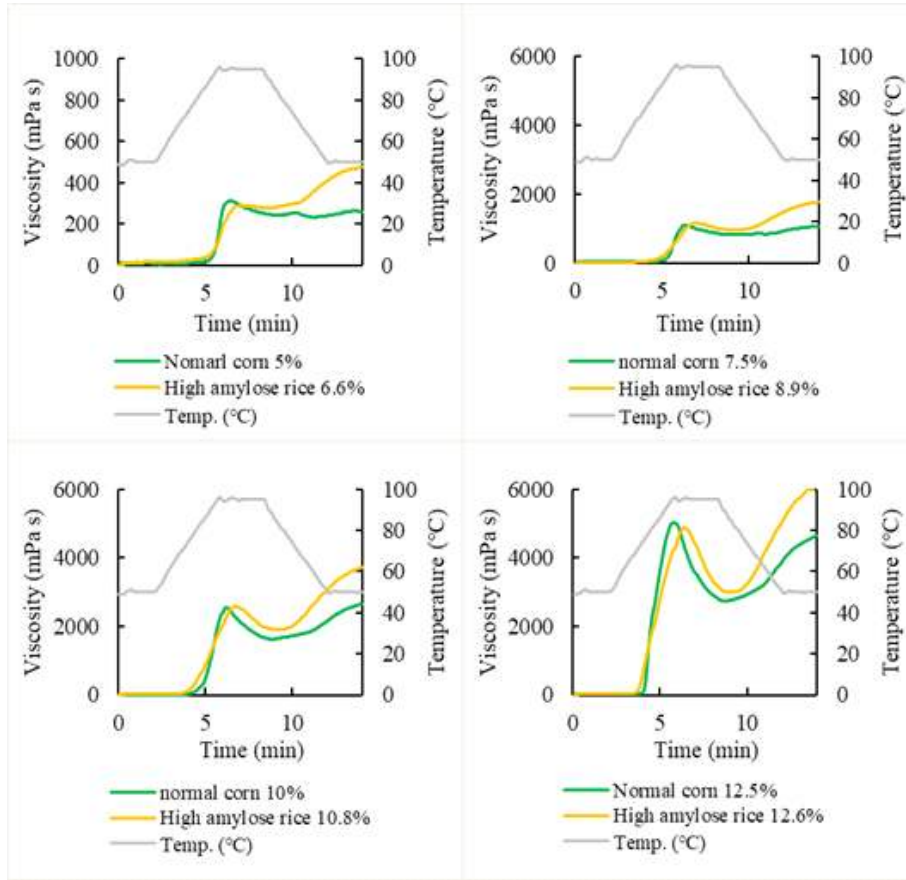 Viscosity (mPa s)
1000
800
600
400
200
0
100
80
60
40
20
0
Temperature (°C)
0 5 10
Time (min)
Nomarl corn 5%
High amylose rice 6.6%
Temp. (°C)
Viscosity (mPa s)
6000
4000
2000
0
100
80
60
40
20
0
Temperature (°C)
0 5 10
Time (min)
normal corn 7.5%
High amylose rice 8.9%
Temp. (°C)
Viscosity (mPa s)
6000
4000
2000
0
100
80
60
40
20
0
Temperature (°C)
0 5 10
Time (min)
normal corn 10%
High amylose rice 10.8%
Temp. (°C)
Viscosity (mPa s)
6000
5000
4000
3000
2000
1000
0
100
80
60
40
20
0
Temperature (°C)
0 5 10
Time (min)
Normal corn 12.5%
High amylose rice 12.6%
Temp. (°C)